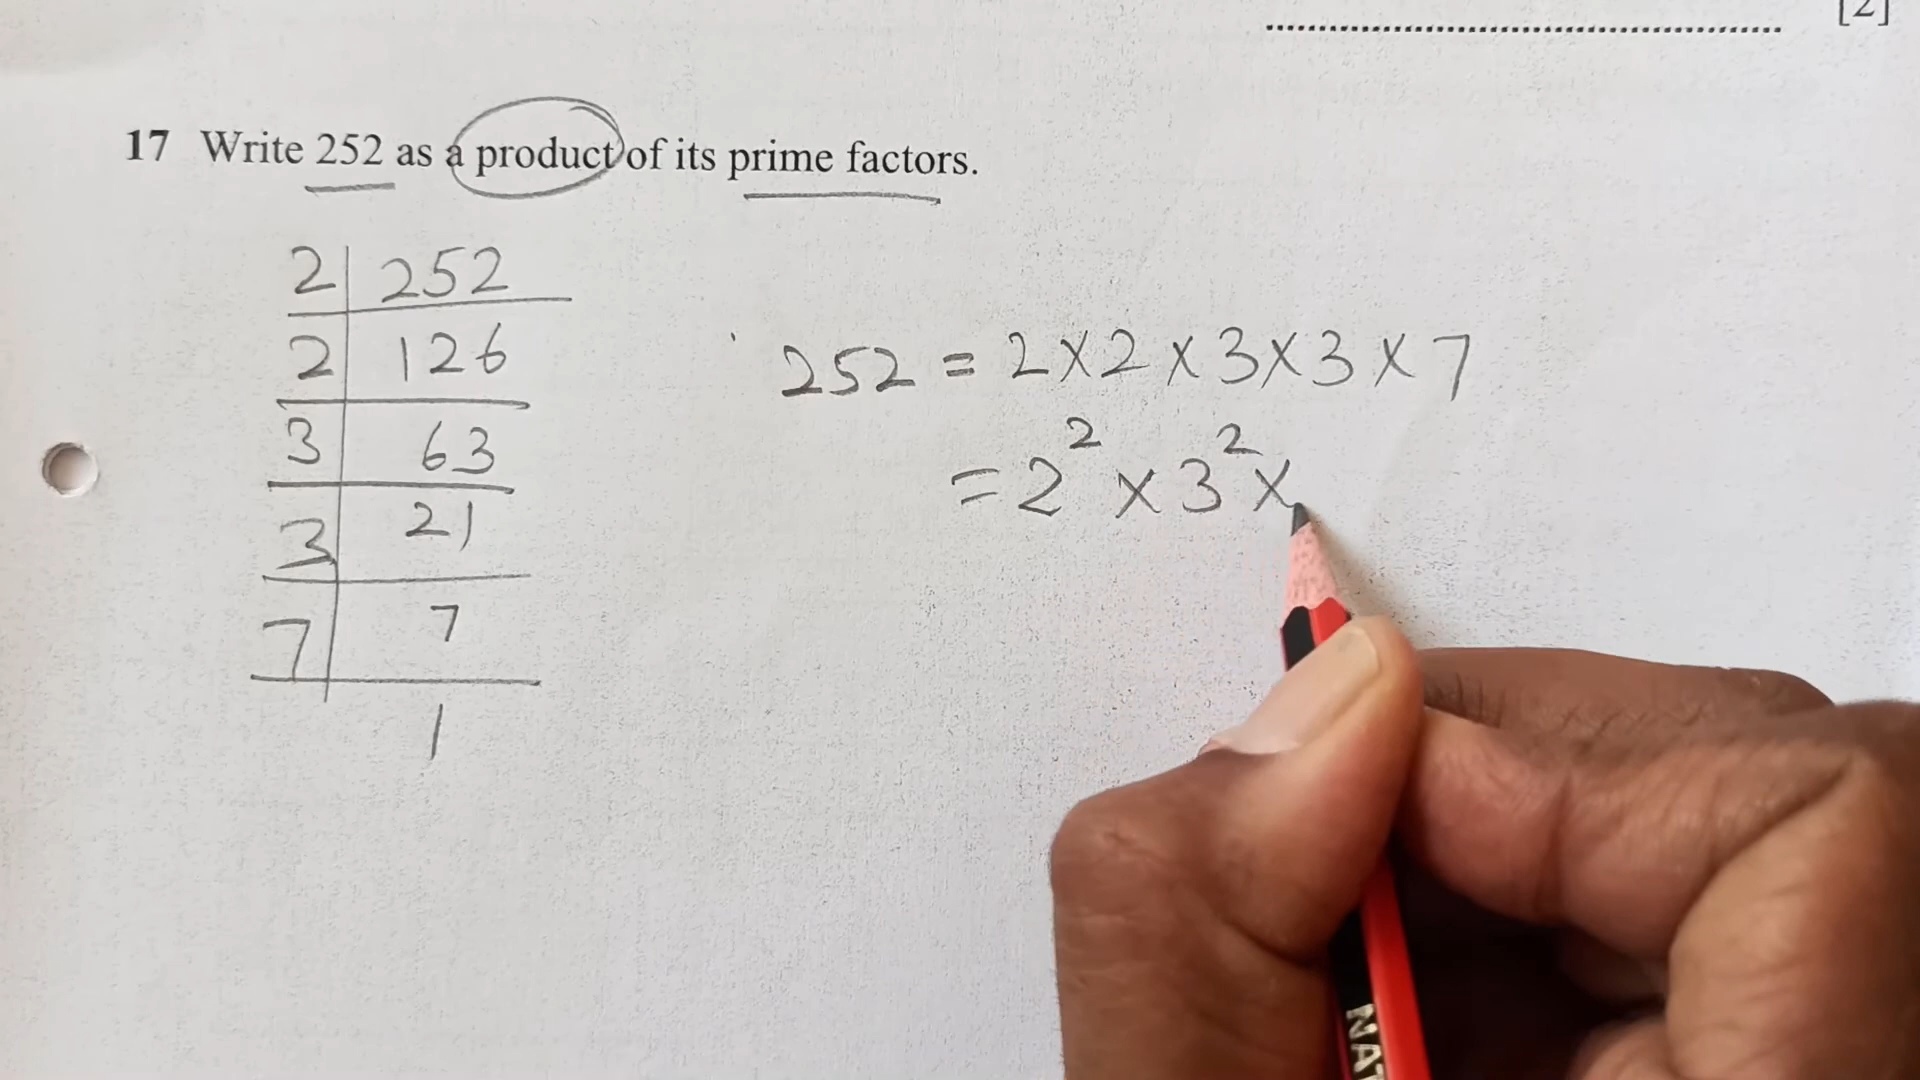 [2]
17 Write 252 as a product of its prime factors.
2 252
2 126
3 63
3 21
7 7
1
252 = 2 × 2 × 3 × 3 × 7
= 2² × 3² ×